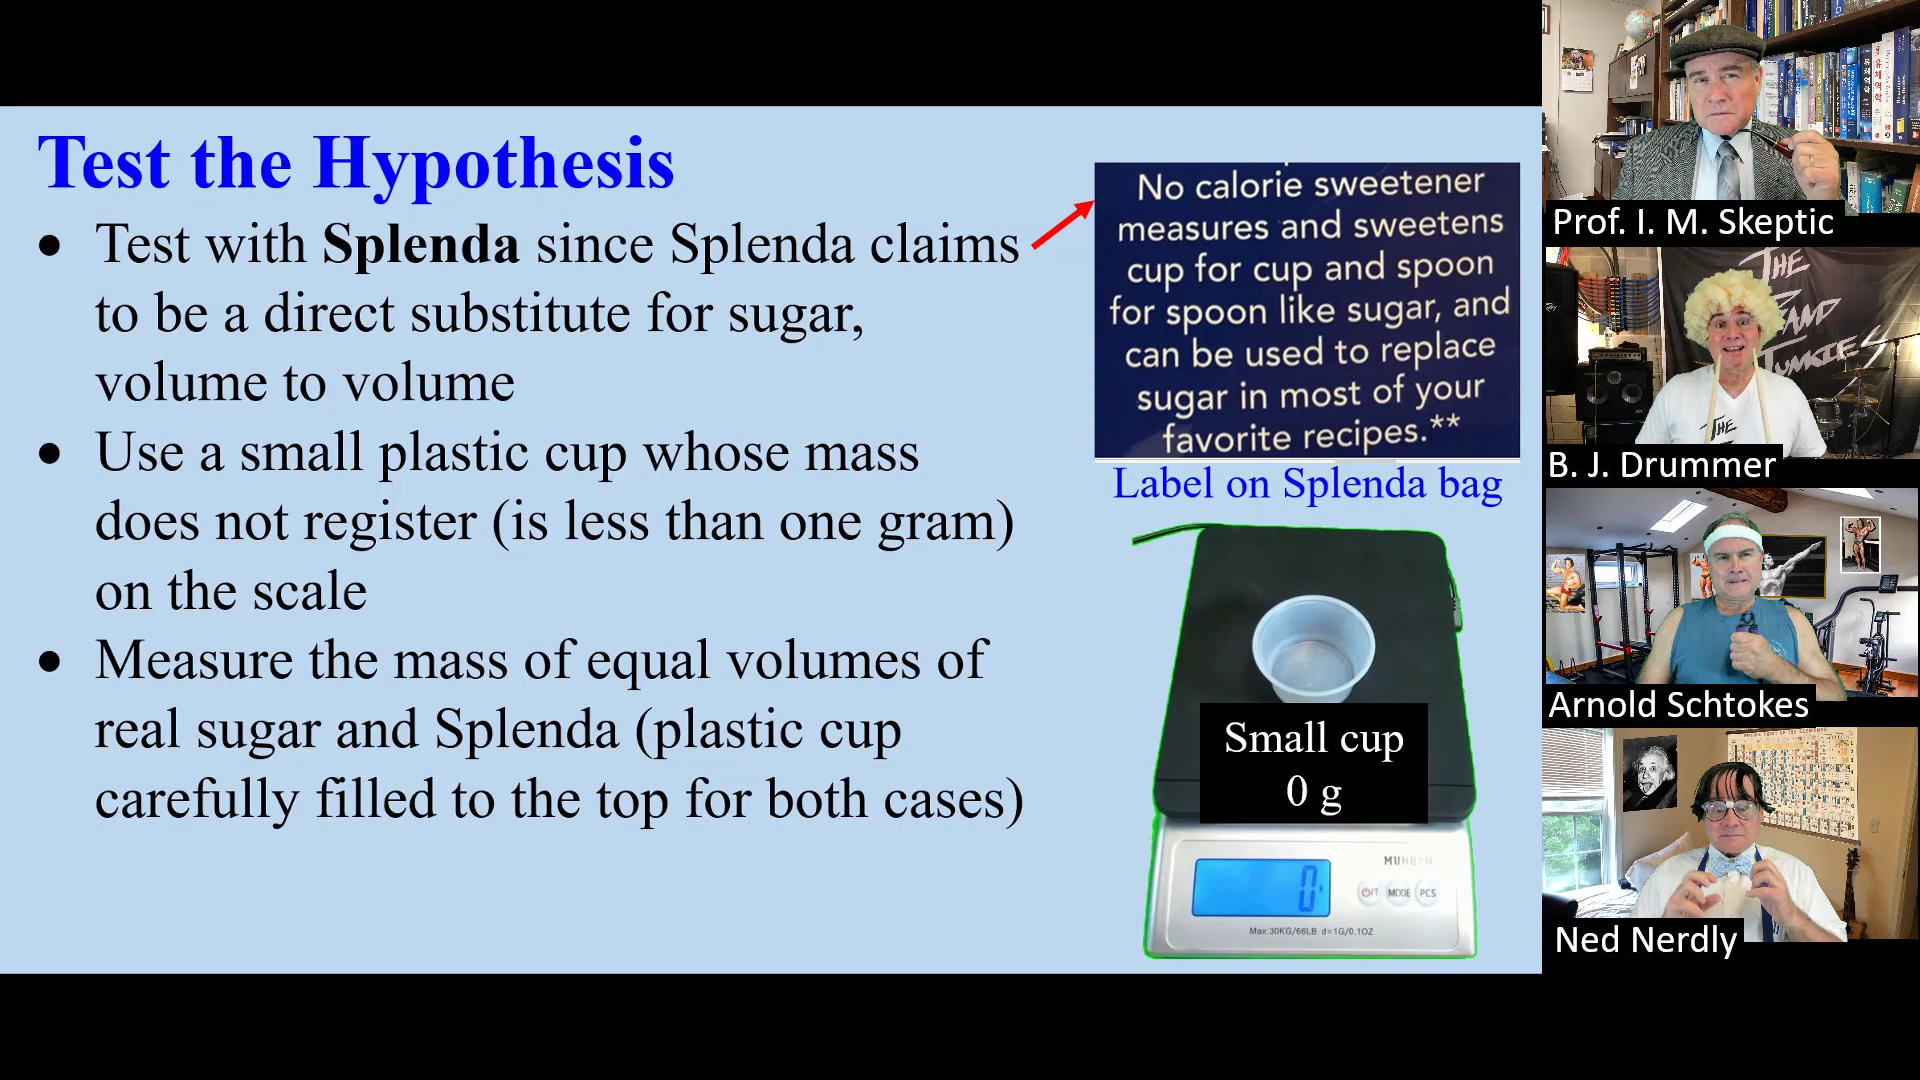 Test the Hypothesis
• Test with Splenda since Splenda claims
to be a direct substitute for sugar,
volume to volume
• Use a small plastic cup whose mass
does not register (is less than one gram)
on the scale
• Measure the mass of equal volumes of
real sugar and Splenda (plastic cup
carefully filled to the top for both cases)
No calorie sweetener
measures and sweetens
cup for cup and spoon
for spoon like sugar, and
can be used to replace
sugar in most of your
favorite recipes.**
Label on Splenda bag
Small cup
0 g
MUNBYN
0
MODE
PCS
Max:30KG/66LB d=1G/0.1OZ
Prof. I. M. Skeptic
THE
JUNKIES
THE
B. J. Drummer
Arnold Schtokes
Ned Nerdly